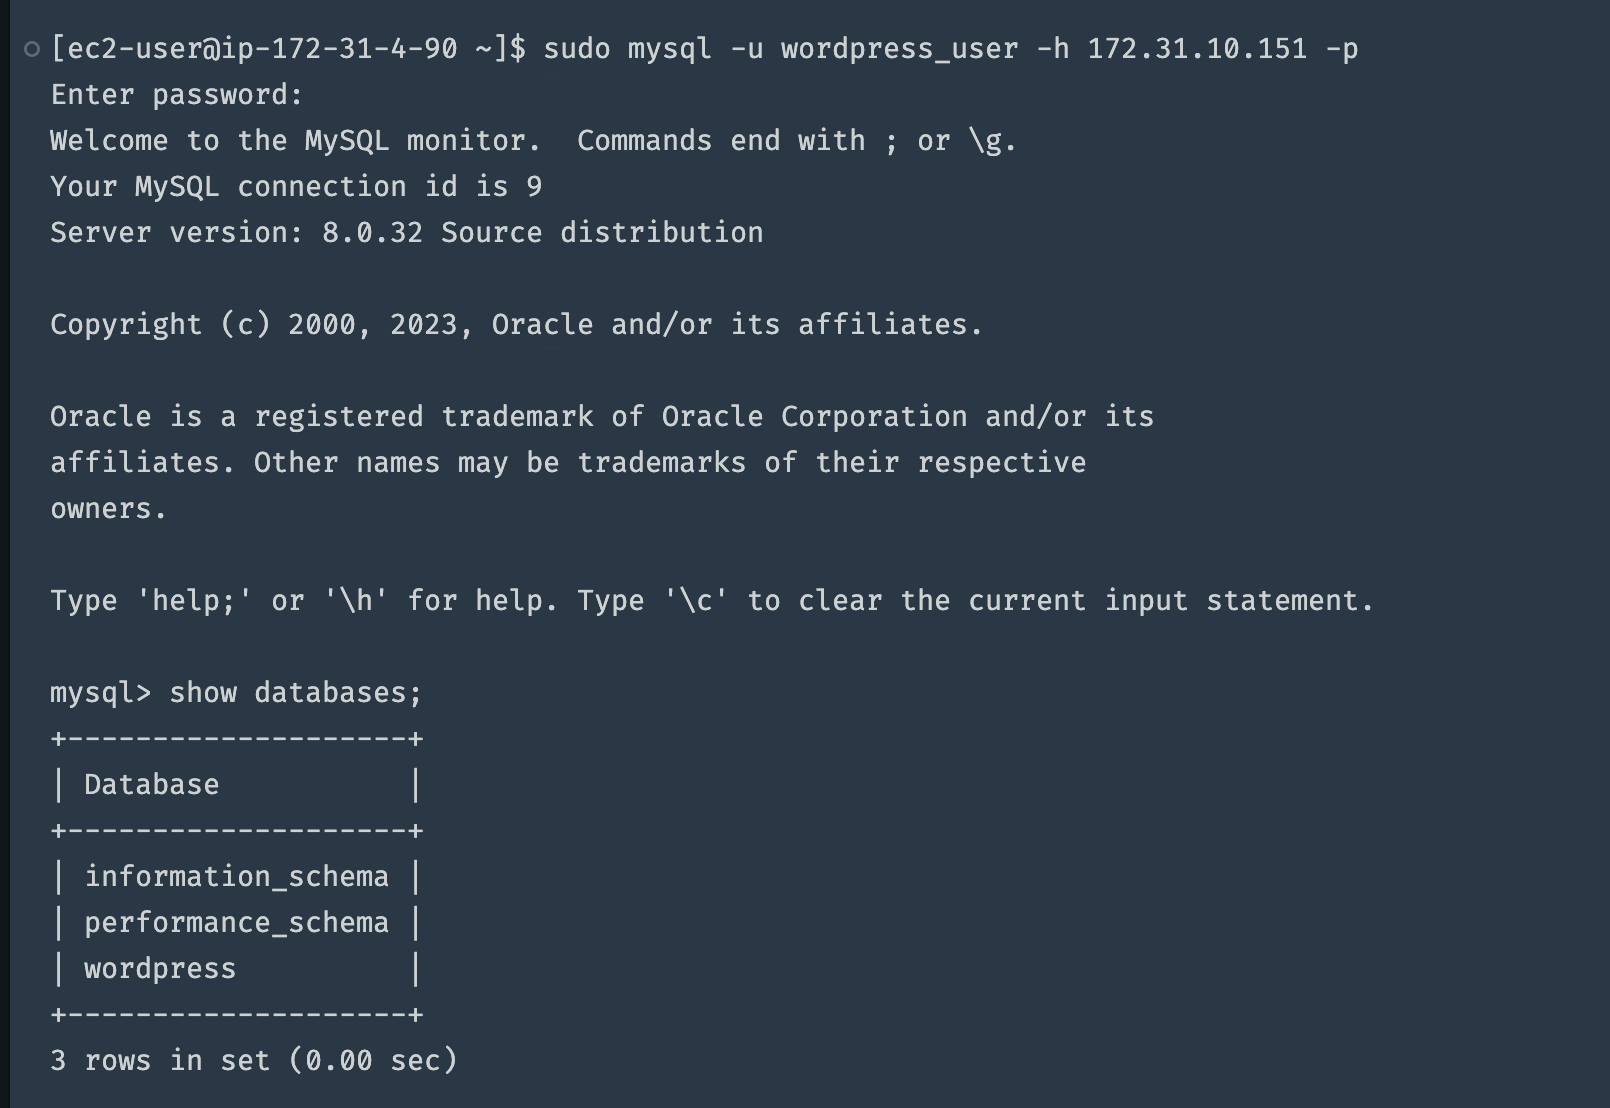 [ec2-user@ip-172-31-4-90 ~]$ sudo mysql -u wordpress_user -h 172.31.10.151 -p
Enter password:
Welcome to the MySQL monitor.  Commands end with ; or \g.
Your MySQL connection id is 9
Server version: 8.0.32 Source distribution

Copyright (c) 2000, 2023, Oracle and/or its affiliates.

Oracle is a registered trademark of Oracle Corporation and/or its
affiliates. Other names may be trademarks of their respective
owners.

Type 'help;' or '\h' for help. Type '\c' to clear the current input statement.

mysql> show databases;
+--------------------+
| Database           |
+--------------------+
| information_schema |
| performance_schema |
| wordpress          |
+--------------------+
3 rows in set (0.00 sec)